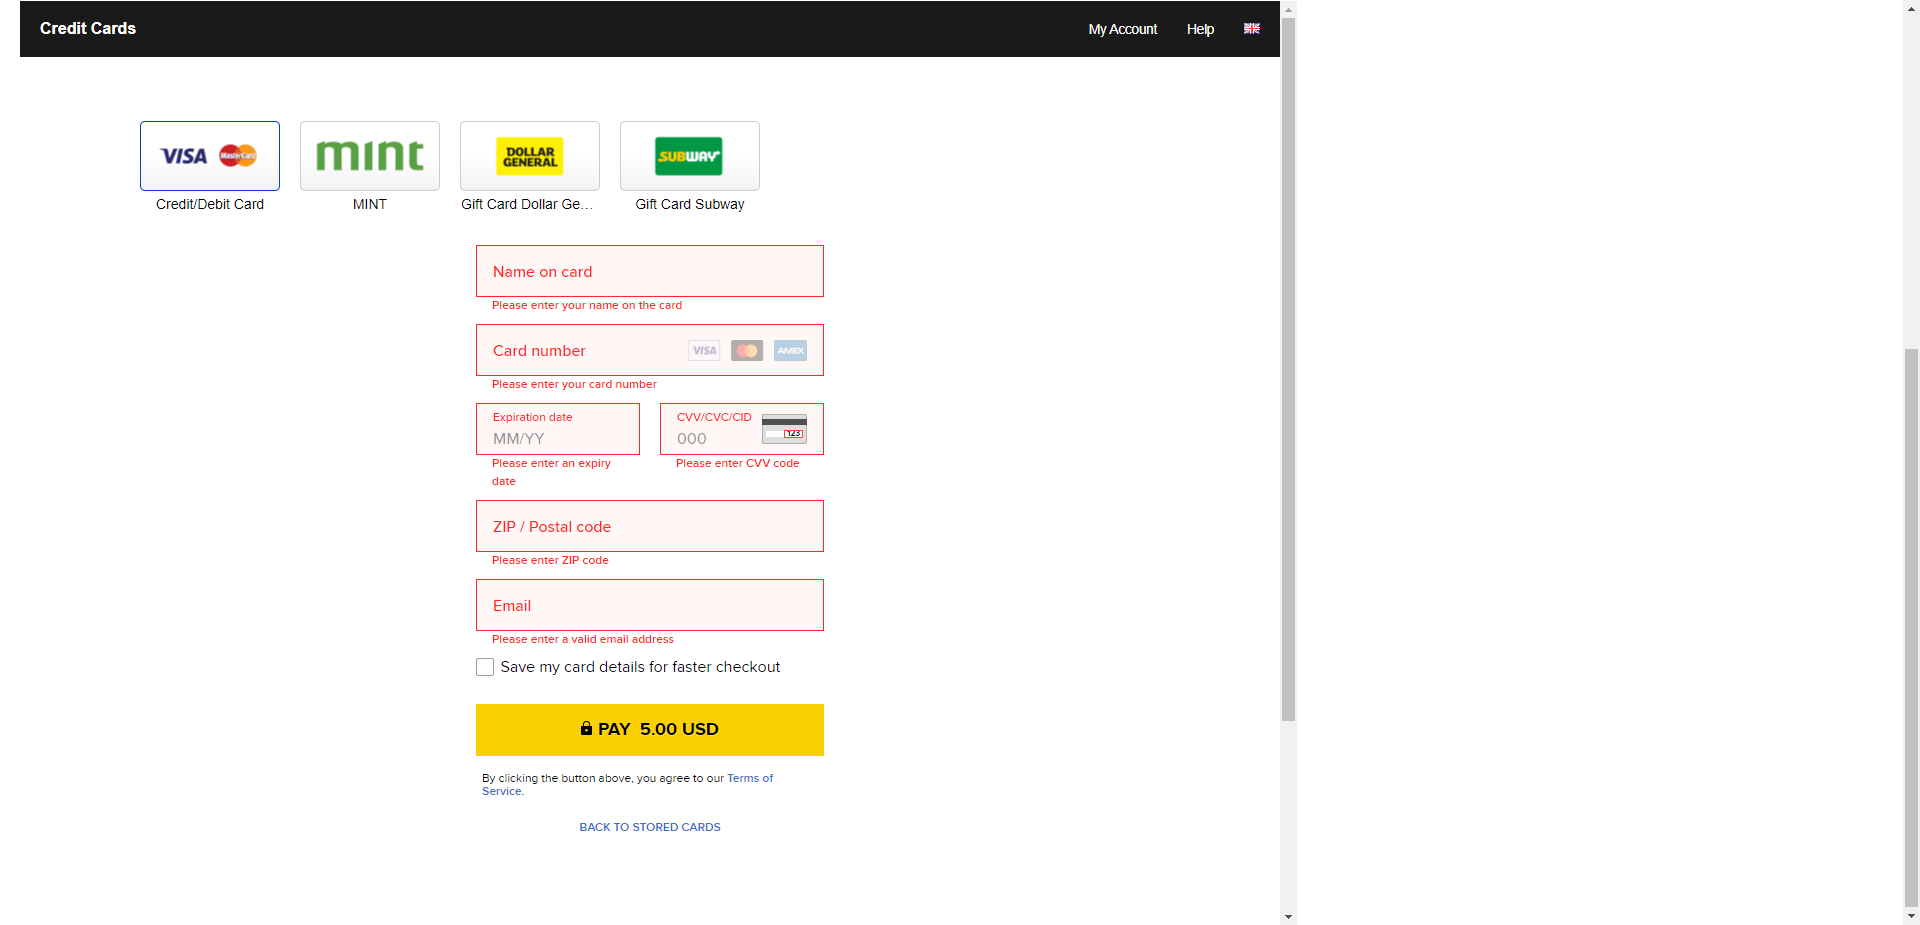 Credit Cards
My Account
Help
VISA MasterCard
mint
DOLLAR
GENERAL
SUBWAY
Credit/Debit Card
MINT
Gift Card Dollar Ge...
Gift Card Subway
Name on card
Please enter your name on the card
Card number
VISA
AMEX
Please enter your card number
Expiration date
MM/YY
CVV/CVC/CID
000
123
Please enter an expiry
date
Please enter CVV code
ZIP / Postal code
Please enter ZIP code
Email
Please enter a valid email address
Save my card details for faster checkout
PAY 5.00 USD
By clicking the button above, you agree to our Terms of
Service.
BACK TO STORED CARDS